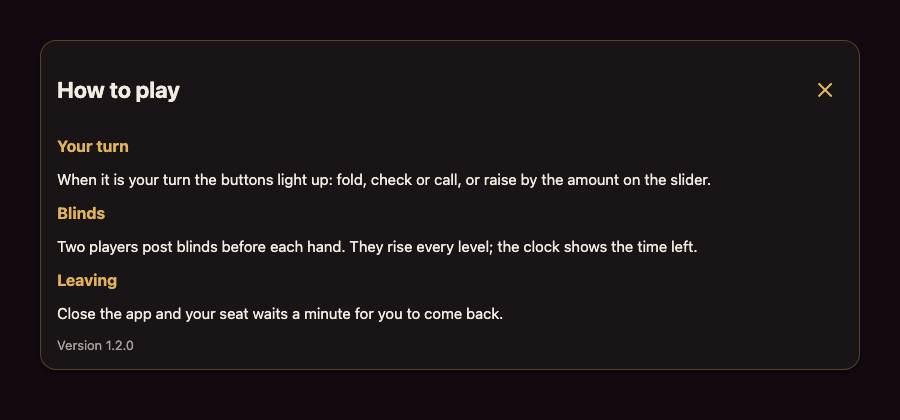 How to play
Your turn
When it is your turn the buttons light up: fold, check or call, or raise by the amount on the slider.
Blinds
Two players post blinds before each hand. They rise every level; the clock shows the time left.
Leaving
Close the app and your seat waits a minute for you to come back.
Version 1.2.0